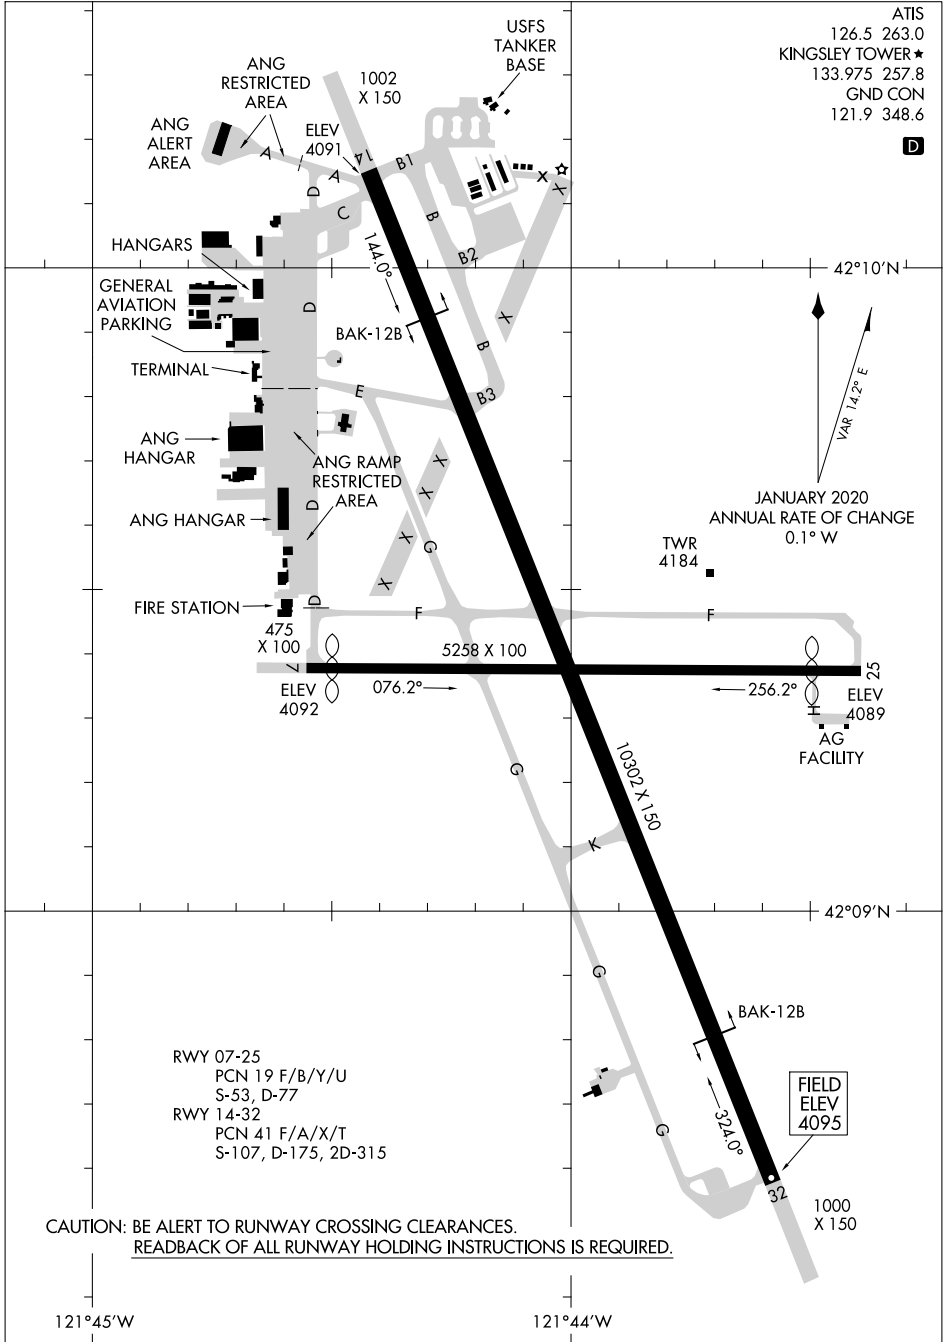 ATIS
126.5 263.0
KINGSLEY TOWER★
133.975 257.8
GND CON
121.9 348.6
D
USFS
TANKER
BASE
ANG
RESTRICTED
AREA
1002
X 150
ANG
ALERT
AREA
ELEV
4091
14
B1
A
A
D
C
B
X
X
B2
HANGARS
144.0°
42°10'N
GENERAL
AVIATION
PARKING
D
X
BAK-12B
B
TERMINAL
E
B3
VAR 14.2° E
ANG
HANGAR
ANG RAMP
RESTRICTED
AREA
X
X
JANUARY 2020
ANNUAL RATE OF CHANGE
0.1° W
ANG HANGAR
D
X
G
TWR
4184
X
FIRE STATION
D
F
F
475
X 100
5258 X 100
7
25
ELEV
4092
076.2°
256.2°
ELEV
4089
H
AG
FACILITY
G
10302 X 150
K
42°09'N
G
BAK-12B
RWY 07-25
PCN 19 F/B/Y/U
S-53, D-77
RWY 14-32
PCN 41 F/A/X/T
S-107, D-175, 2D-315
G
324.0°
FIELD
ELEV
4095
32
1000
X 150
CAUTION: BE ALERT TO RUNWAY CROSSING CLEARANCES.
READBACK OF ALL RUNWAY HOLDING INSTRUCTIONS IS REQUIRED.
121°45'W
121°44'W